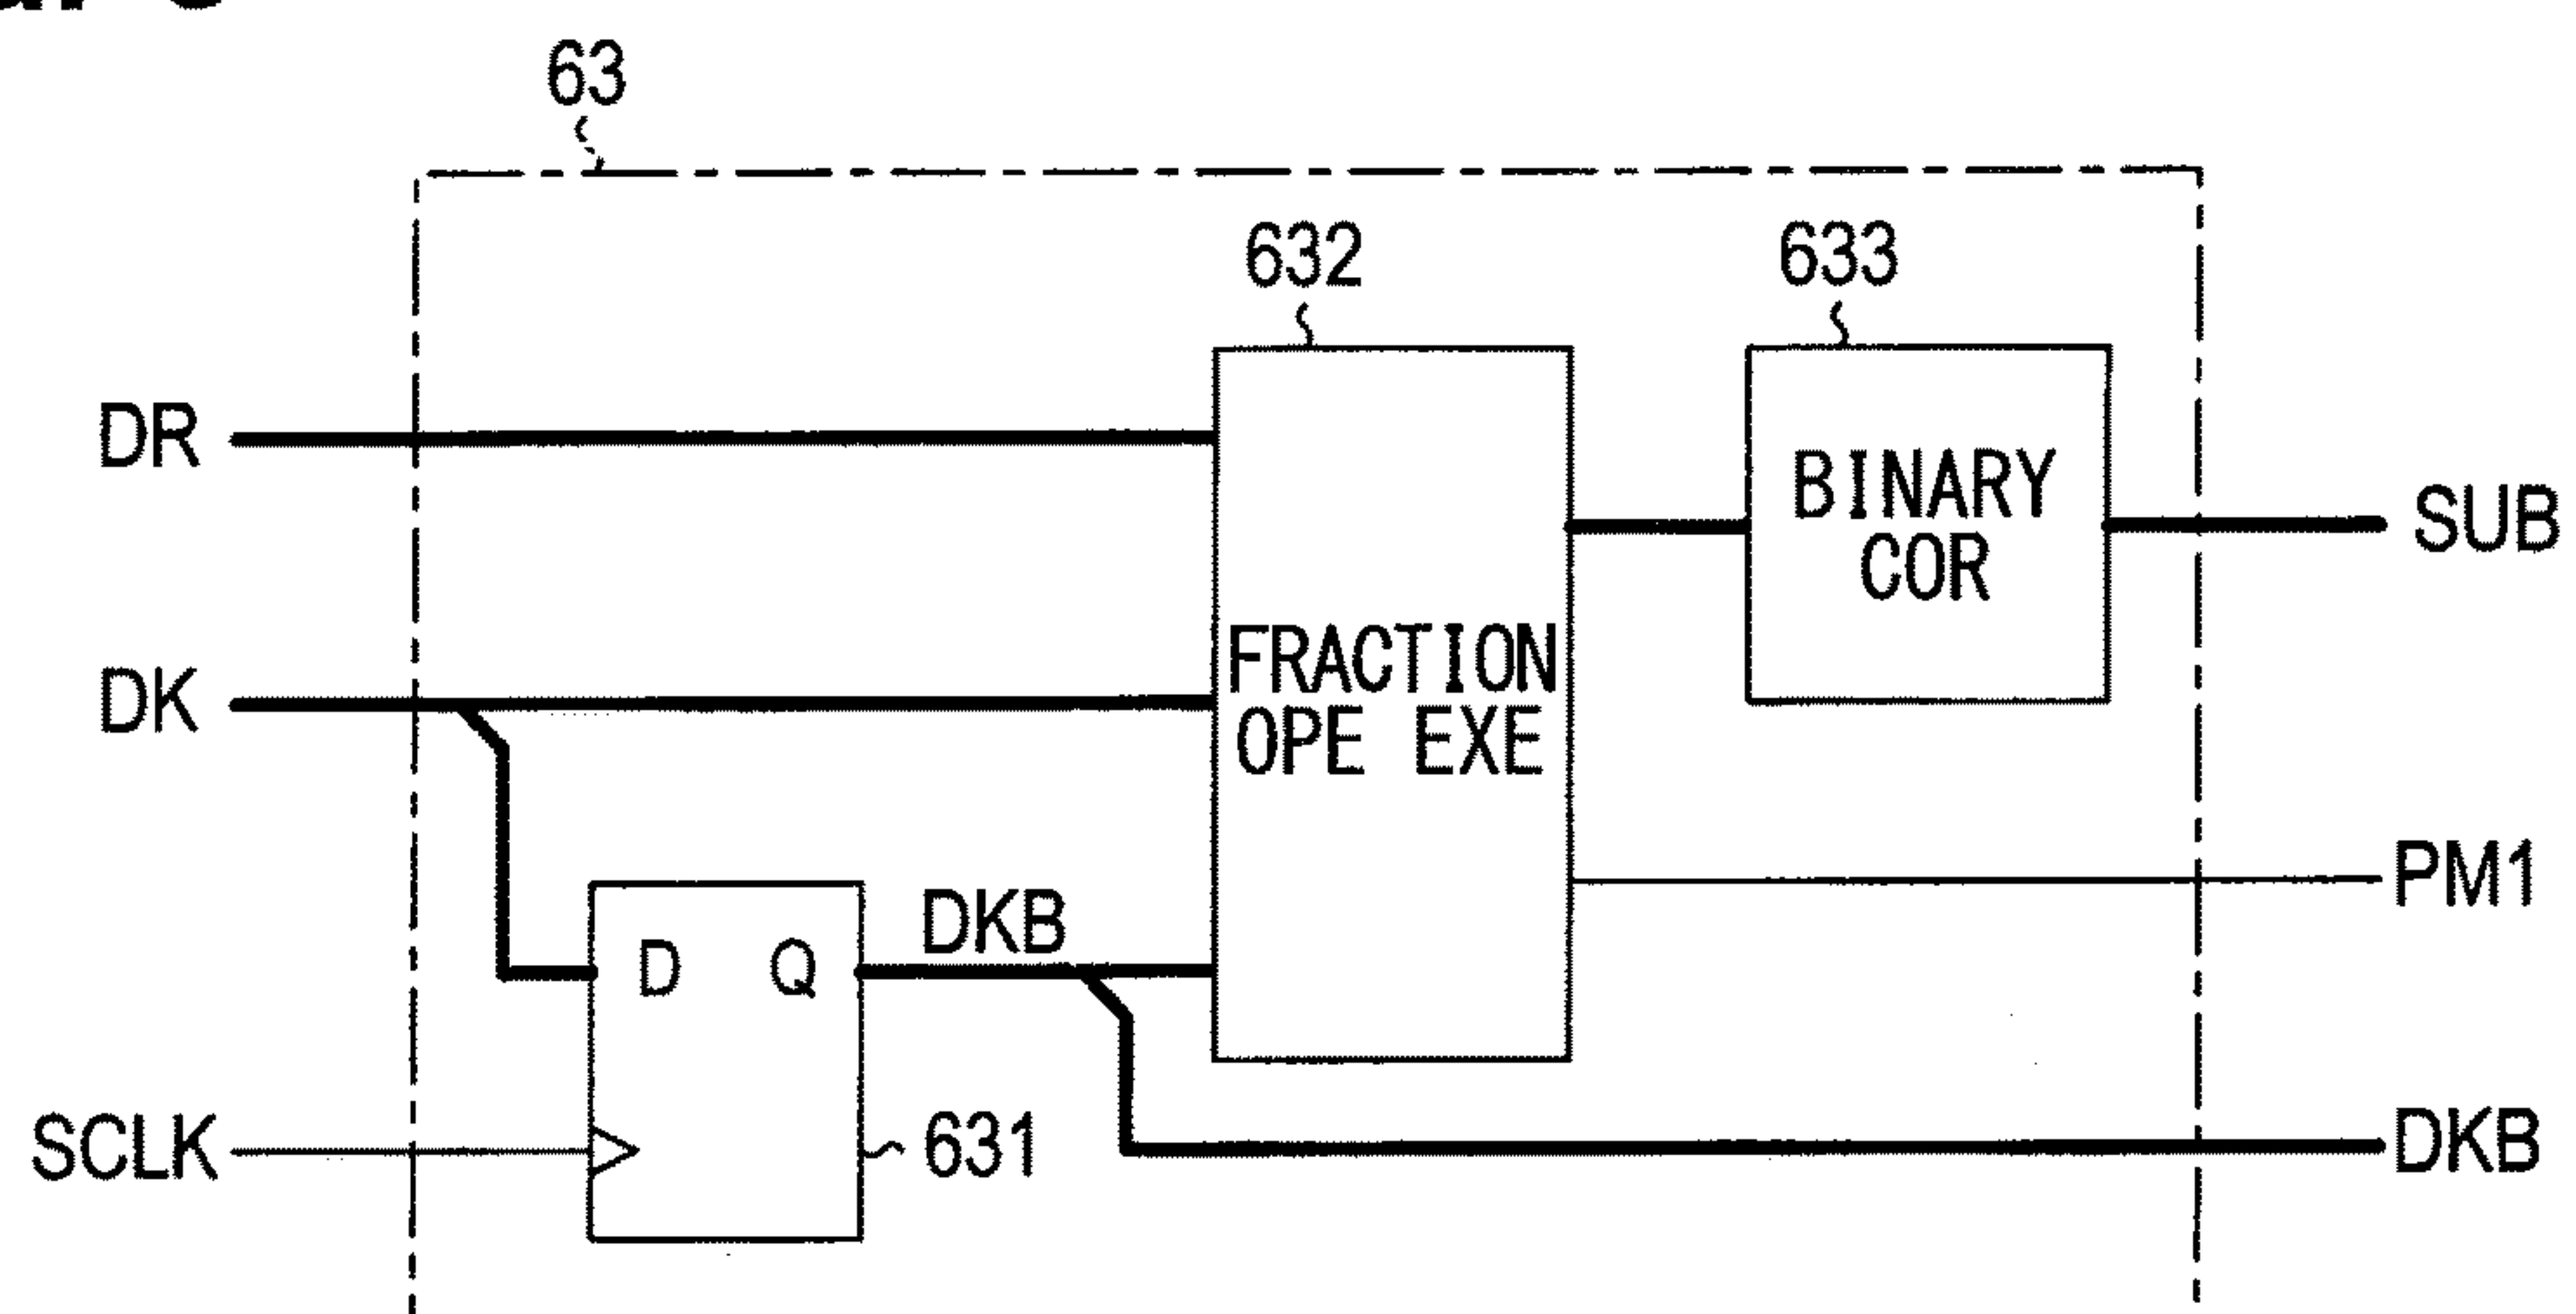 63
632
633
DR
BINARY
COR
SUB
DK
FRACTION
OPE EXE
PM1
D Q
DKB
SCLK
631
DKB